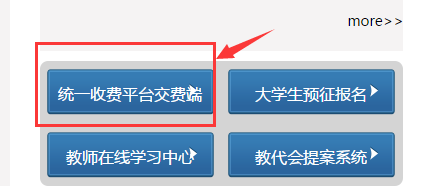 more>>
统一收费平台交费端
大学生预征报名
教师在线学习中心
教代会提案系统